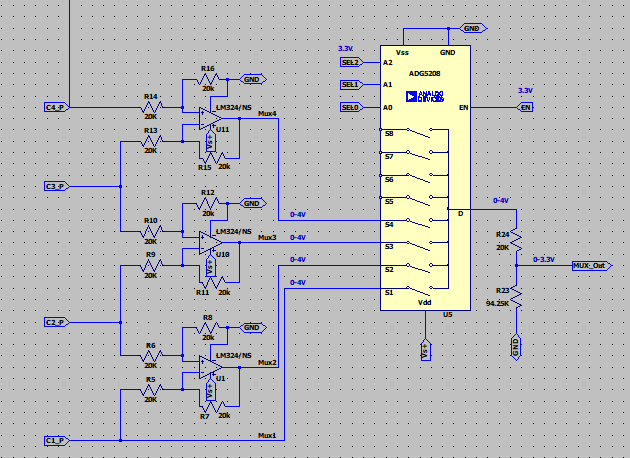 3.3V
GND
SEL2
A2
Vss
GND
ADG5208
SEL1
A1
ANALOG
DEVICES
3.3V
SEL0
A0
EN
EN
R16
20k
GND
C4_P
R14
20K
LM324/NS
Mux4
R13
20K
Vs+
U11
R15
20k
S8
S7
S6
S5
C3_P
R12
20k
GND
0-4V
S4
D
0-4V
R10
20K
LM324/NS
Mux3
0-4V
S3
R24
20K
R9
20K
Vs+
U10
R11
20k
0-4V
S2
0-3.3V
MUX_Out
0-4V
S1
Vdd
U5
R23
94.25K
C2_P
R8
20k
GND
Vs+
GND
R6
20K
LM324/NS
Mux2
R5
20K
Vs+
U1
R7
20k
C1_P
Mux1